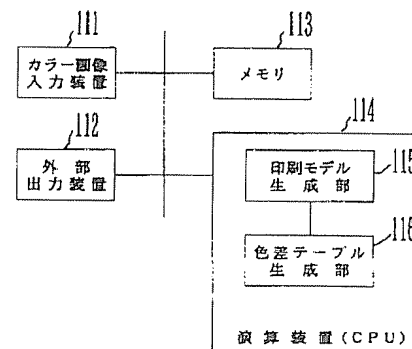 111
カラー画像
入力装置
113
メモリ
112
外部
出力装置
114
印刷モデル
生成部
115
色差テーブル
生成部
116
演算装置(CPU)